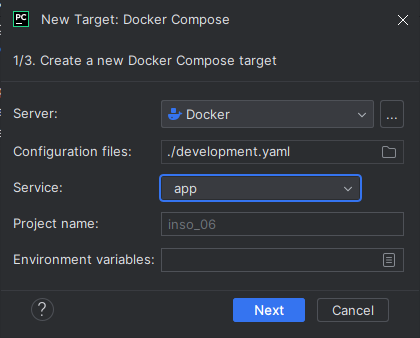 PC New Target: Docker Compose
1/3. Create a new Docker Compose target
Server: Docker ...
Configuration files: ./development.yaml
Service: app
Project name: inso_06
Environment variables:
? Next Cancel